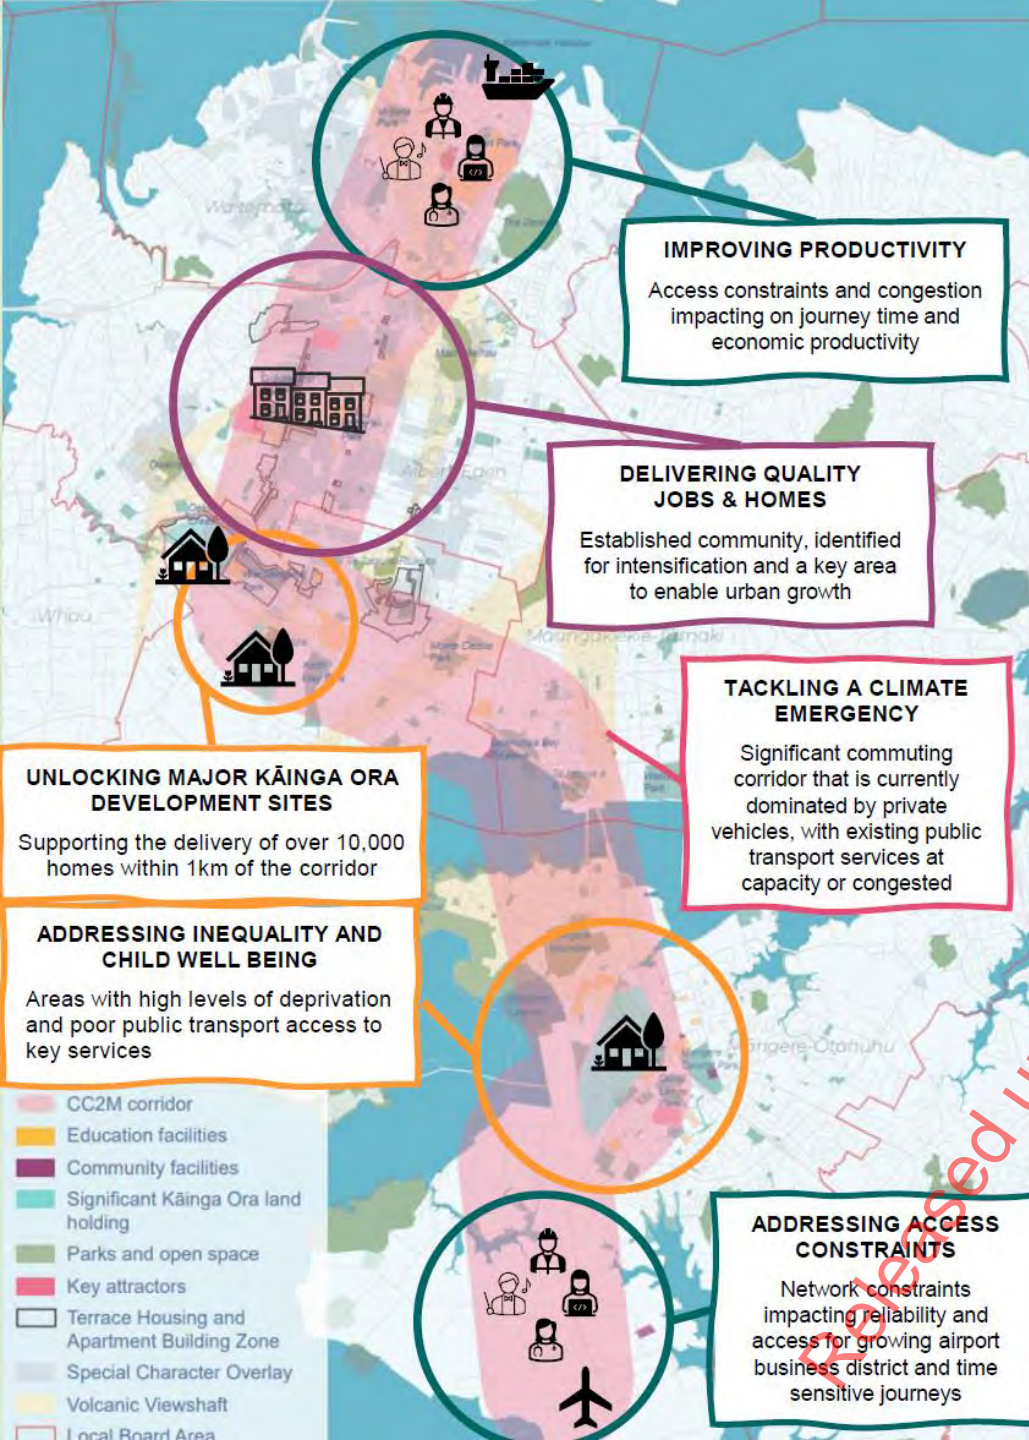 Waitematā
IMPROVING PRODUCTIVITY
Access constraints and congestion
impacting on journey time and
economic productivity
Albert-Eden
DELIVERING QUALITY
JOBS & HOMES
Established community, identified
for intensification and a key area
to enable urban growth
Whau
Maungakiekie-Tāmaki
TACKLING A CLIMATE
EMERGENCY
Significant commuting
corridor that is currently
dominated by private
vehicles, with existing public
transport services at
capacity or congested
UNLOCKING MAJOR KĀINGA ORA
DEVELOPMENT SITES
Supporting the delivery of over 10,000
homes within 1km of the corridor
ADDRESSING INEQUALITY AND
CHILD WELL BEING
Areas with high levels of deprivation
and poor public transport access to
key services
Māngere-Ōtāhuhu
CC2M corridor
Education facilities
Community facilities
Significant Kāinga Ora land
holding
Parks and open space
Key attractors
Terrace Housing and
Apartment Building Zone
Special Character Overlay
Volcanic Viewshaft
Local Board Area
ADDRESSING ACCESS
CONSTRAINTS
Network constraints
impacting reliability and
access for growing airport
business district and time
sensitive journeys
Released